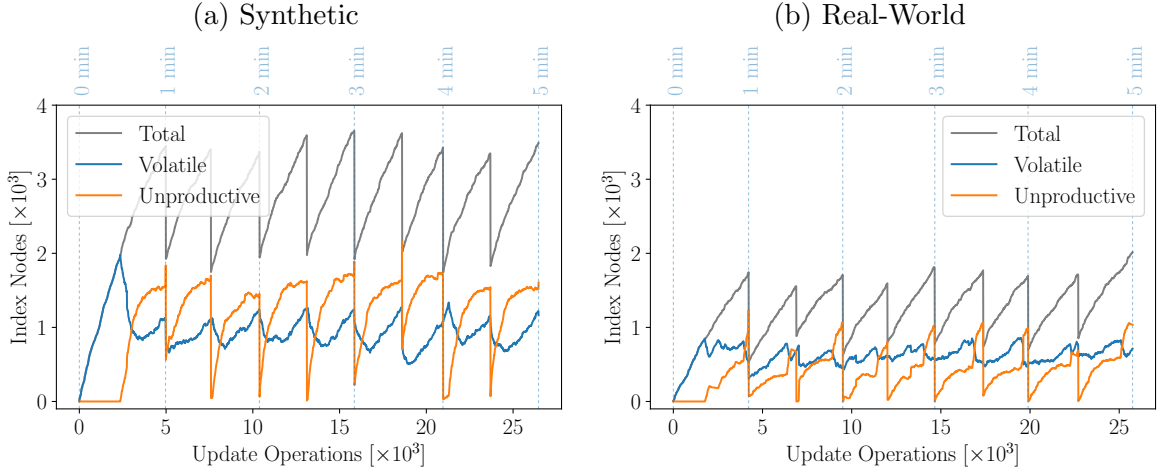 (a) Synthetic
0 min
1 min
2 min
3 min
4 min
5 min
Index Nodes [×10³]
4
3
2
1
0
Total
Volatile
Unproductive
0
5
10
15
20
25
Update Operations [×10³]
(b) Real-World
0 min
1 min
2 min
3 min
4 min
5 min
Index Nodes [×10³]
4
3
2
1
0
Total
Volatile
Unproductive
0
5
10
15
20
25
Update Operations [×10³]